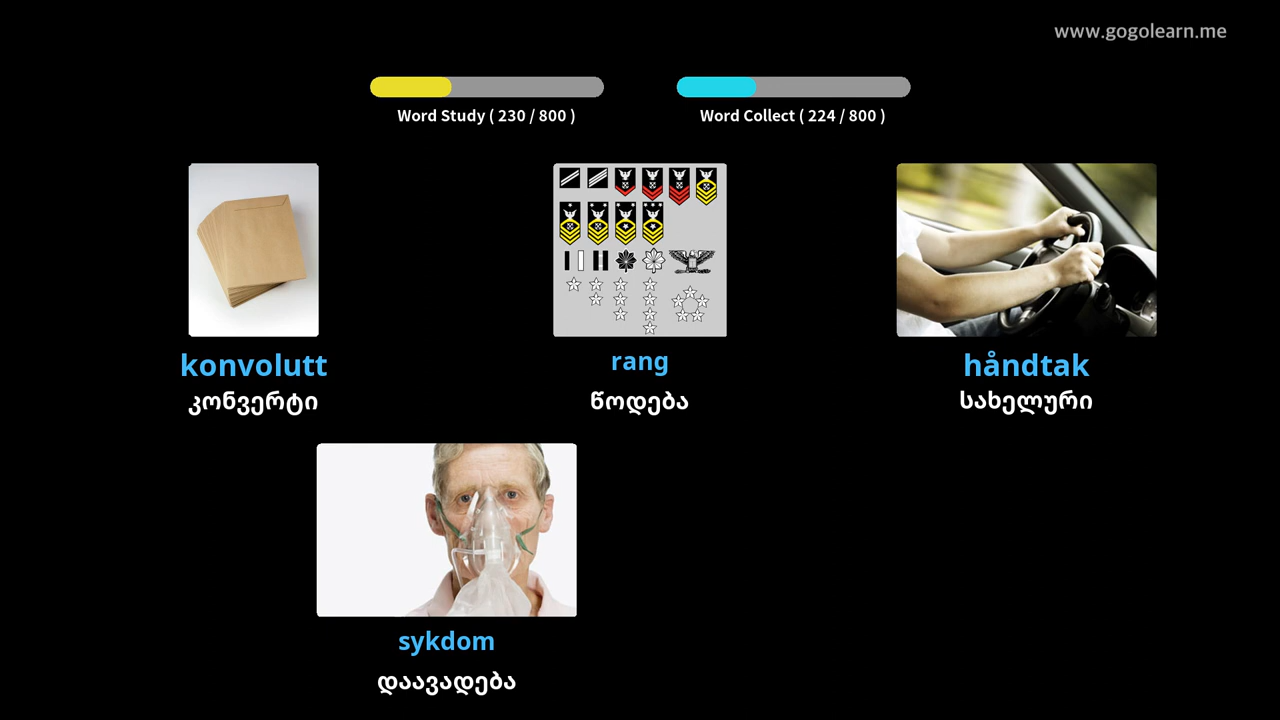 www.gogolearn.me
Word Study ( 230 / 800 )
Word Collect ( 224 / 800 )
konvolutt
კონვერტი
rang
წოდება
håndtak
სახელური
sykdom
დაავადება